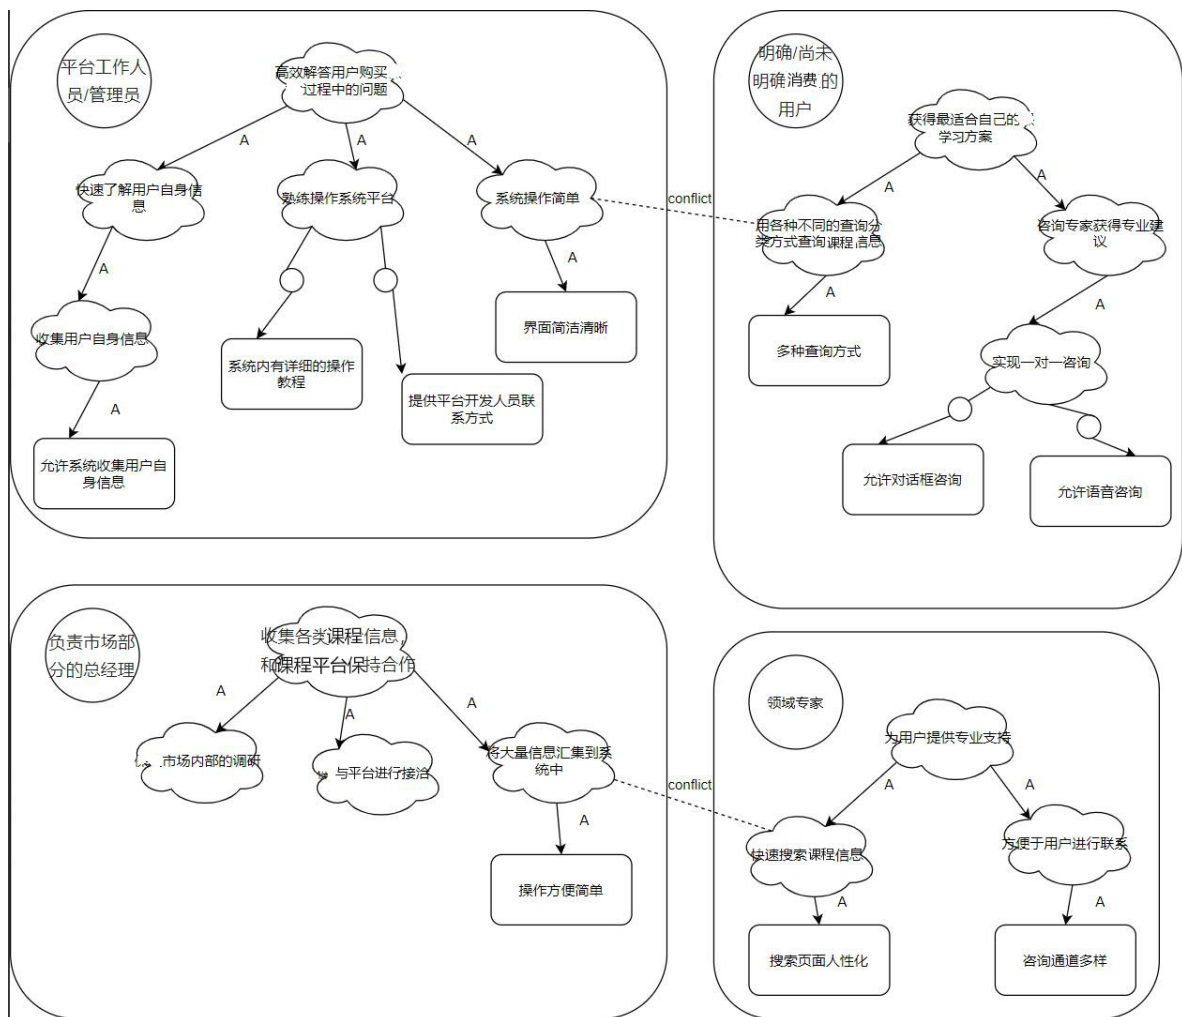 平台工作人
员/管理员
高效解答用户购买
过程中的问题
A
A
A
快速了解用户自身信
息
熟练操作系统平台
系统操作简单
A
A
收集用户自身信息
界面简洁清晰
系统内有详细的操作
教程
提供平台开发人员联
系方式
A
允许系统收集用户自
身信息
conflict
明确/尚未
明确消费的
用户
获得最适合自己的
学习方案
A
A
用各种不同的查询分
类方式查询课程信息
咨询专家获得专业建
议
A
A
多种查询方式
实现一对一咨询
允许对话框咨询
允许语音咨询
负责市场部
分的总经理
收集各类课程信息,
和课程平台保持合作
A
A
A
市场内部的调研
与平台进行接洽
将大量信息汇集到系
统中
A
操作方便简单
conflict
领域专家
为用户提供专业支持
A
A
快速搜索课程信息
方便于用户进行联系
A
A
搜索页面人性化
咨询通道多样